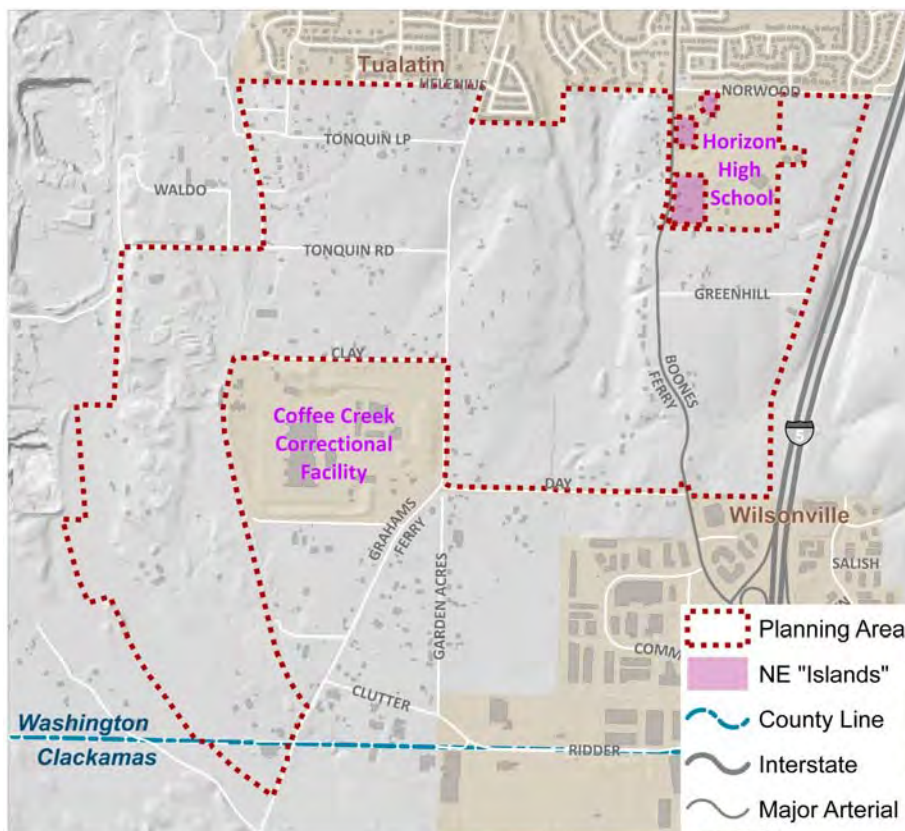 Tualatin
HELENIUS
NORWOOD
TONQUIN LP
Horizon
High
School
WALDO
TONQUIN RD
GREENHILL
CLAY
BOONES
FERRY
Coffee Creek
Correctional
Facility
5
DAY
GRAHAMS
FERRY
Wilsonville
SALISH
GARDEN ACRES
Planning Area
COMM
NE "Islands"
CLUTTER
County Line
Washington
Clackamas
RIDDER
Interstate
Major Arterial